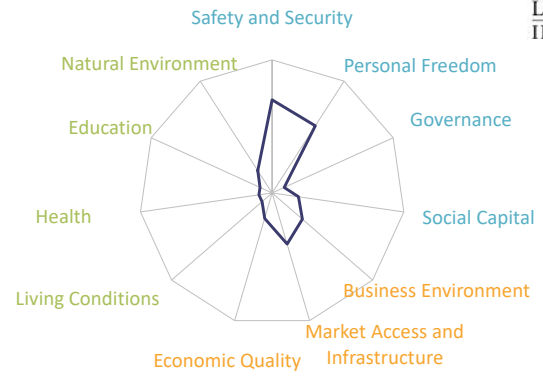 Safety and Security
Natural Environment
Personal Freedom
Education
Governance
Health
Social Capital
Living Conditions
Business Environment
Market Access and
Infrastructure
Economic Quality